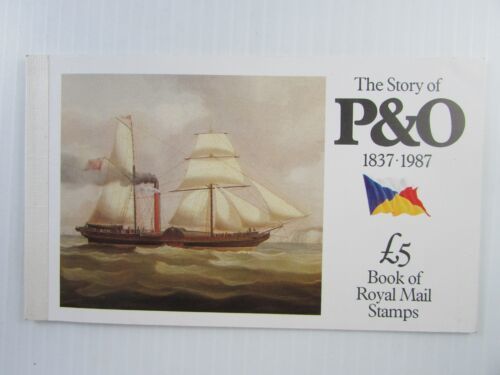 The Story of
P&O
1837·1987
£5
Book of
Royal Mail
Stamps